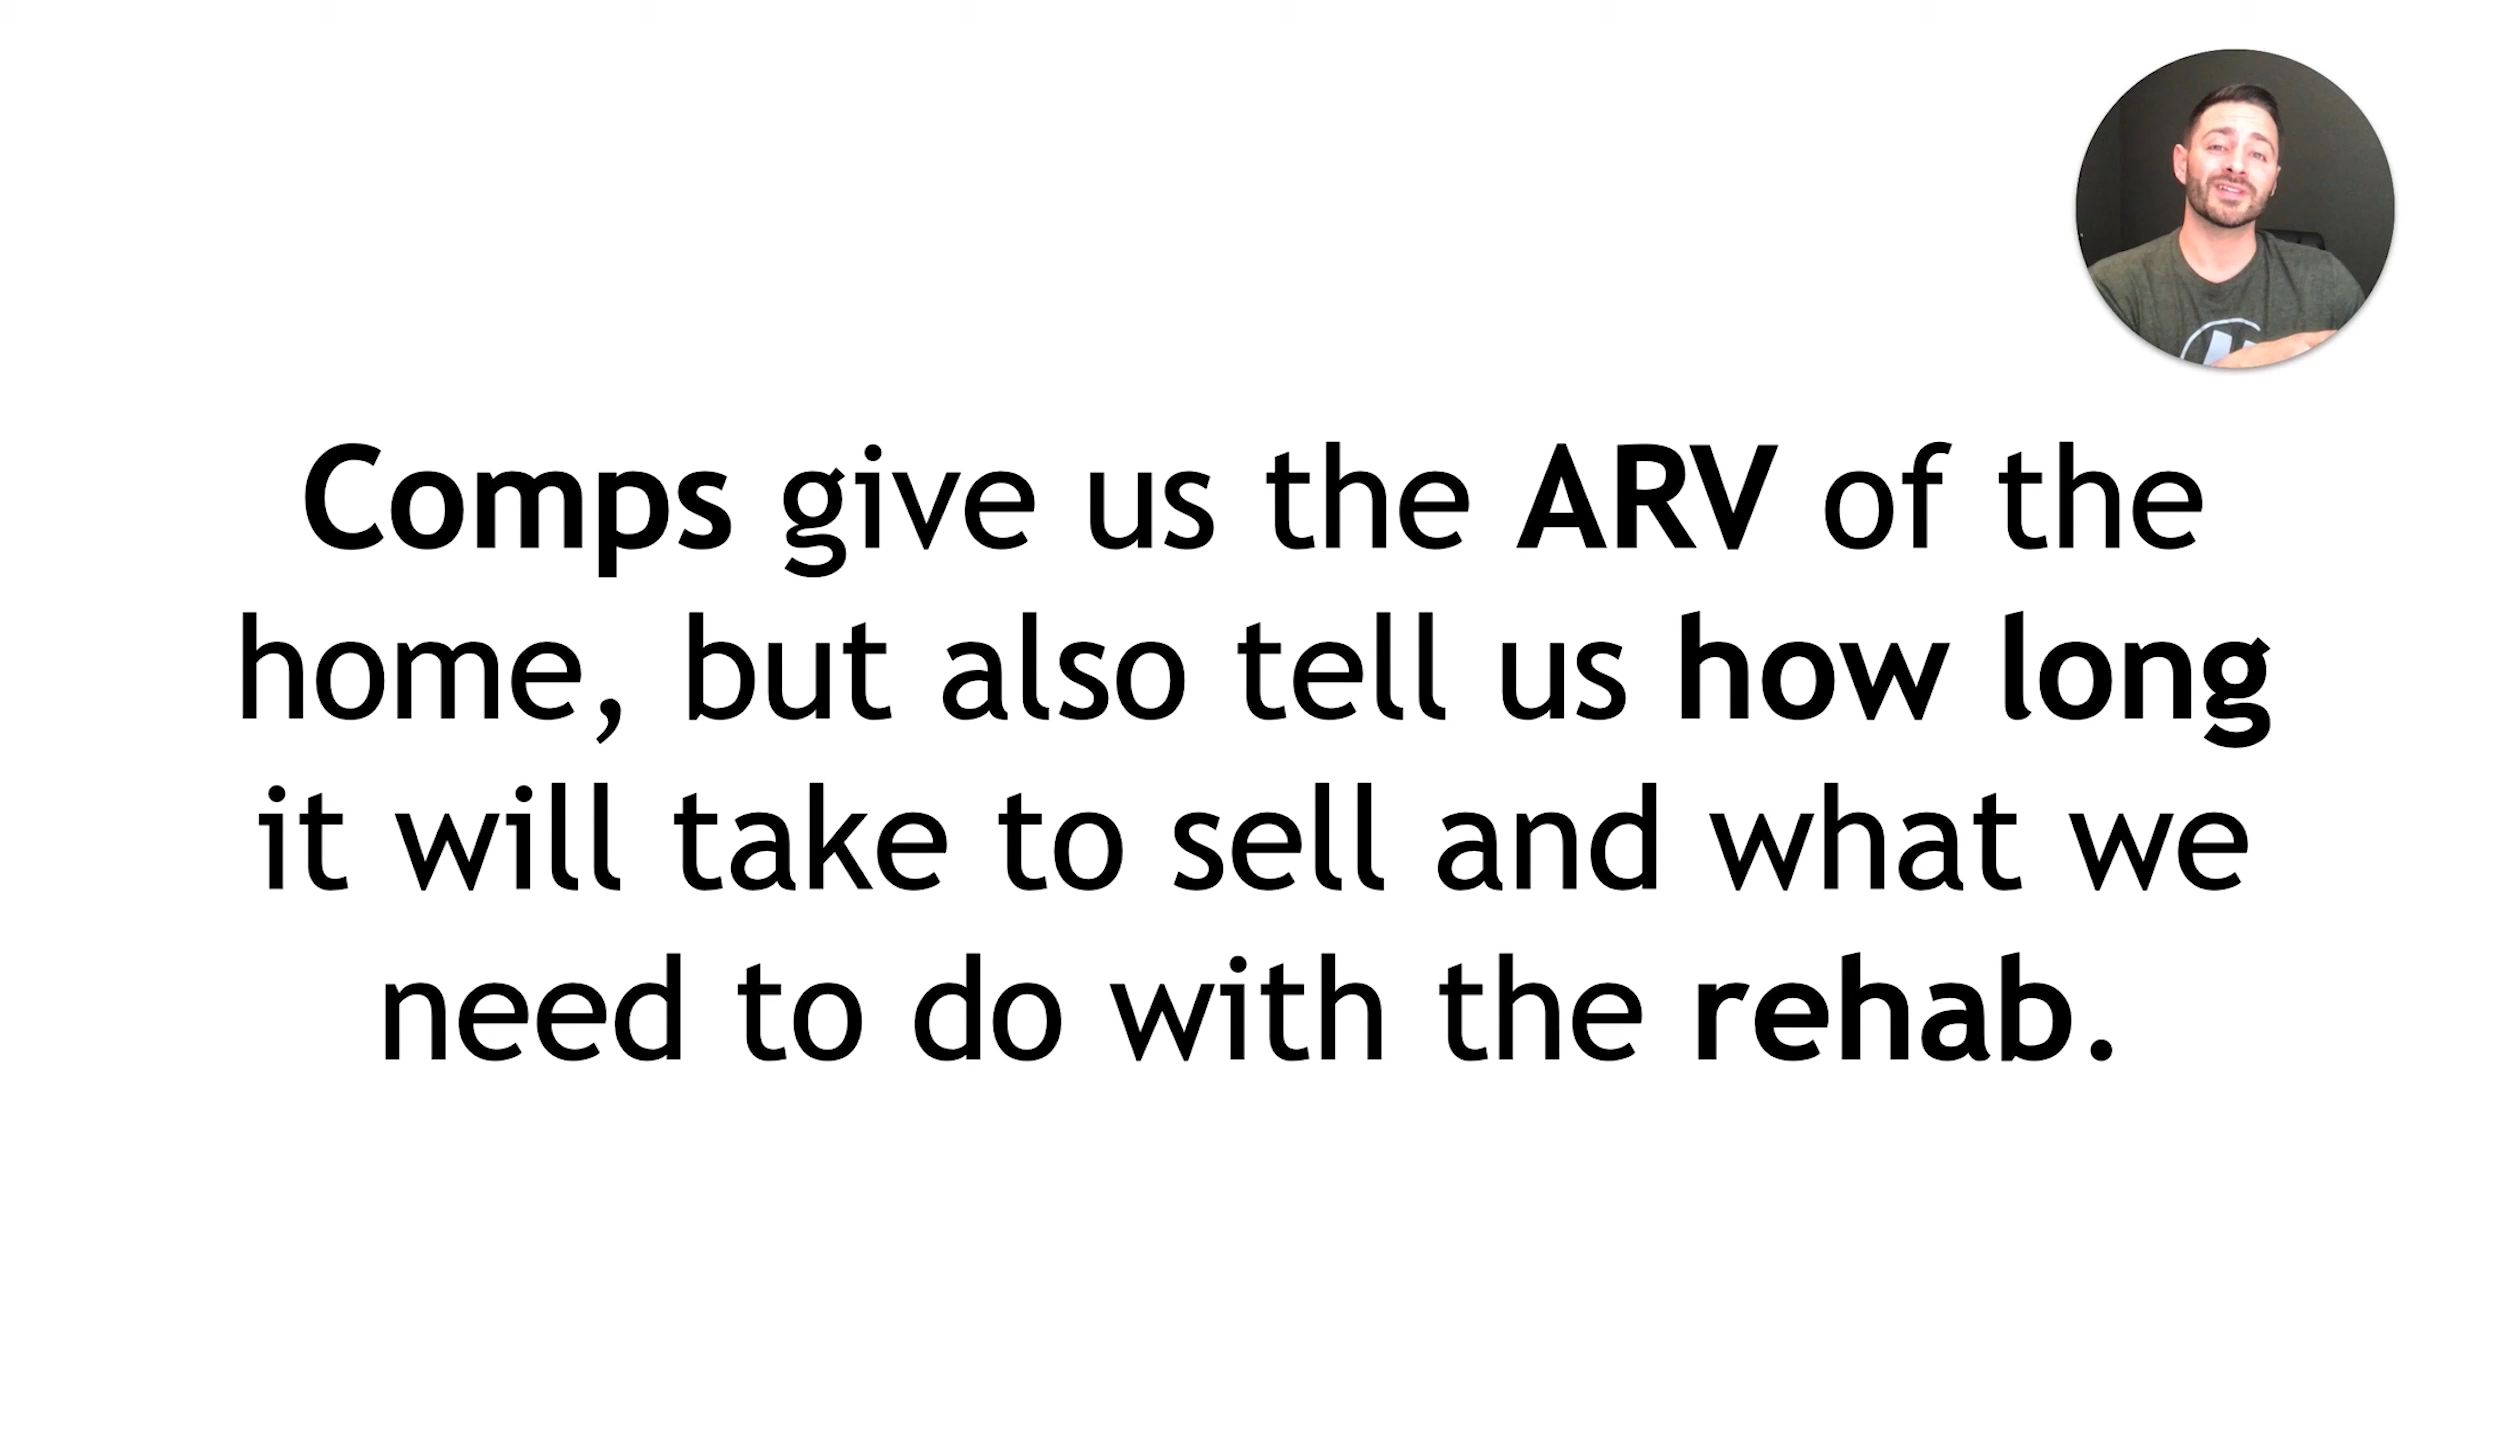 Comps give us the ARV of the
home, but also tell us how long
it will take to sell and what we
need to do with the rehab.